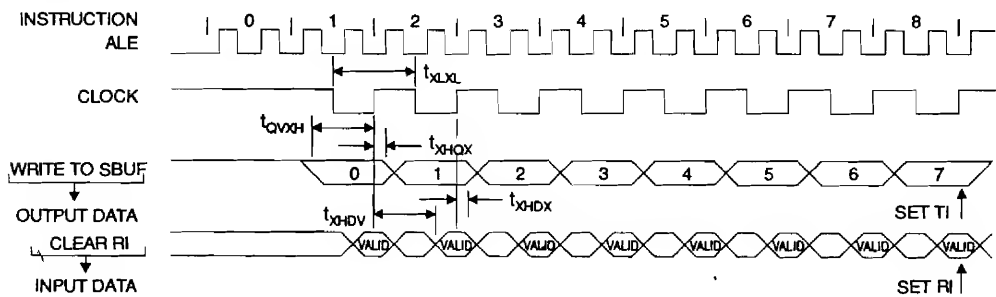 INSTRUCTION 0 1 2 3 4 5 6 7 8
ALE
tXLXL
CLOCK
tQVXH
tXHQX
WRITE TO SBUF 0 1 2 3 4 5 6 7
tXHDV tXHDX
OUTPUT DATA SET TI
CLEAR RI VALID VALID VALID VALID VALID VALID VALID VALID
INPUT DATA SET RI